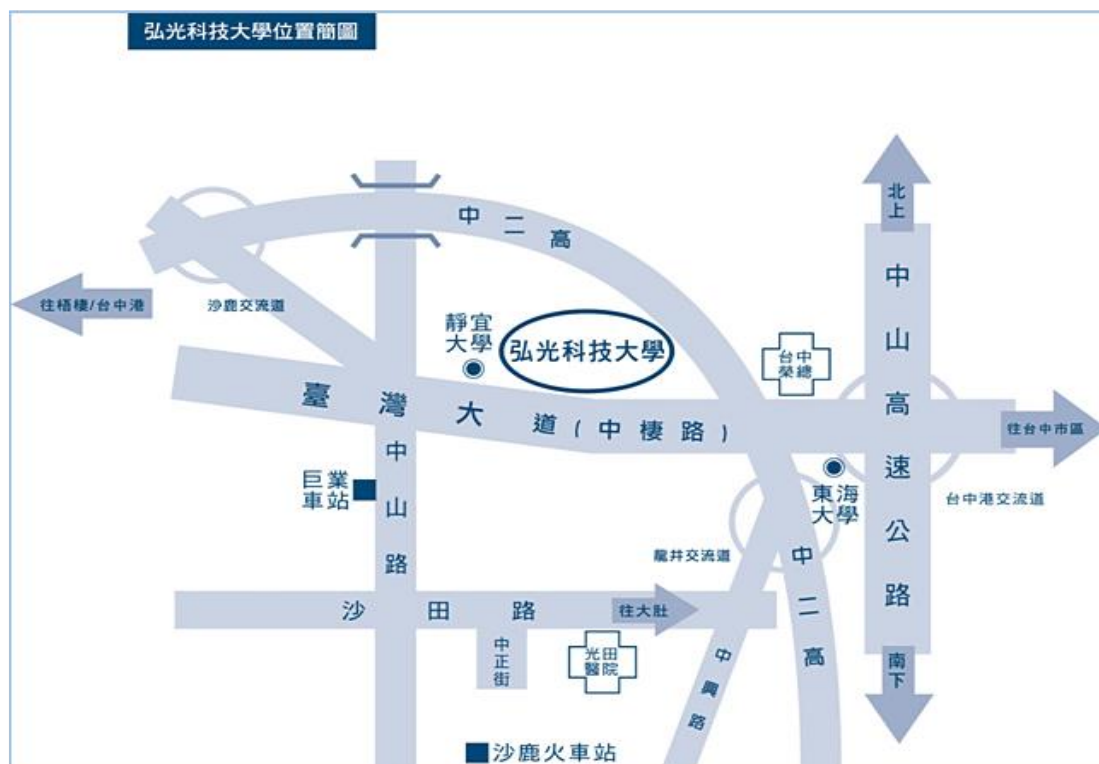 弘光科技大學位置簡圖
北上
中二高
中山高速公路
往梧棲/台中港
沙鹿交流道
靜宜
大學
弘光科技大學
台中
榮總
臺灣大道(中棲路)
往台中市區
中山路
巨業
車站
東海
大學
台中港交流道
龍井交流道
中二高
沙田路
往大肚
中正街
光田
醫院
中興路
南下
沙鹿火車站